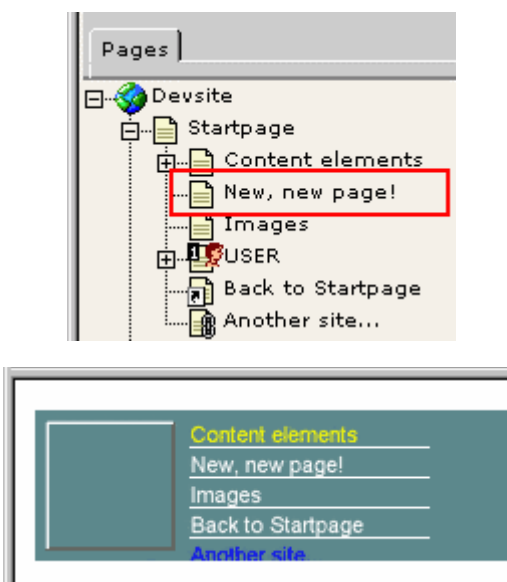 Pages
Devsite
Startpage
Content elements
New, new page!
Images
1 USER
Back to Startpage
Another site...
Content elements
New, new page!
Images
Back to Startpage
Another site.